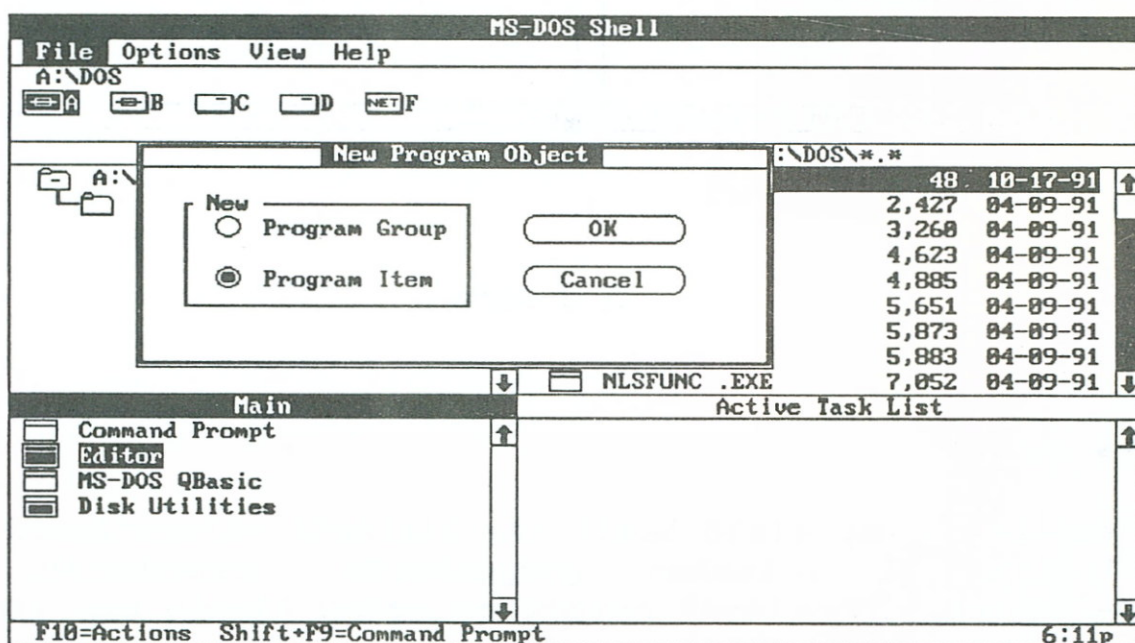 MS-DOS Shell
File Options View Help
A:\DOS
A B C D NET F
New Program Object
:\DOS\*.*
A:\
48 10-17-91
New
2,427 04-09-91
Program Group
OK
3,260 04-09-91
4,623 04-09-91
Program Item
Cancel
4,885 04-09-91
5,651 04-09-91
5,873 04-09-91
5,883 04-09-91
NLSFUNC .EXE 7,052 04-09-91
Main
Active Task List
Command Prompt
Editor
MS-DOS QBasic
Disk Utilities
F10=Actions Shift+F9=Command Prompt 6:11p